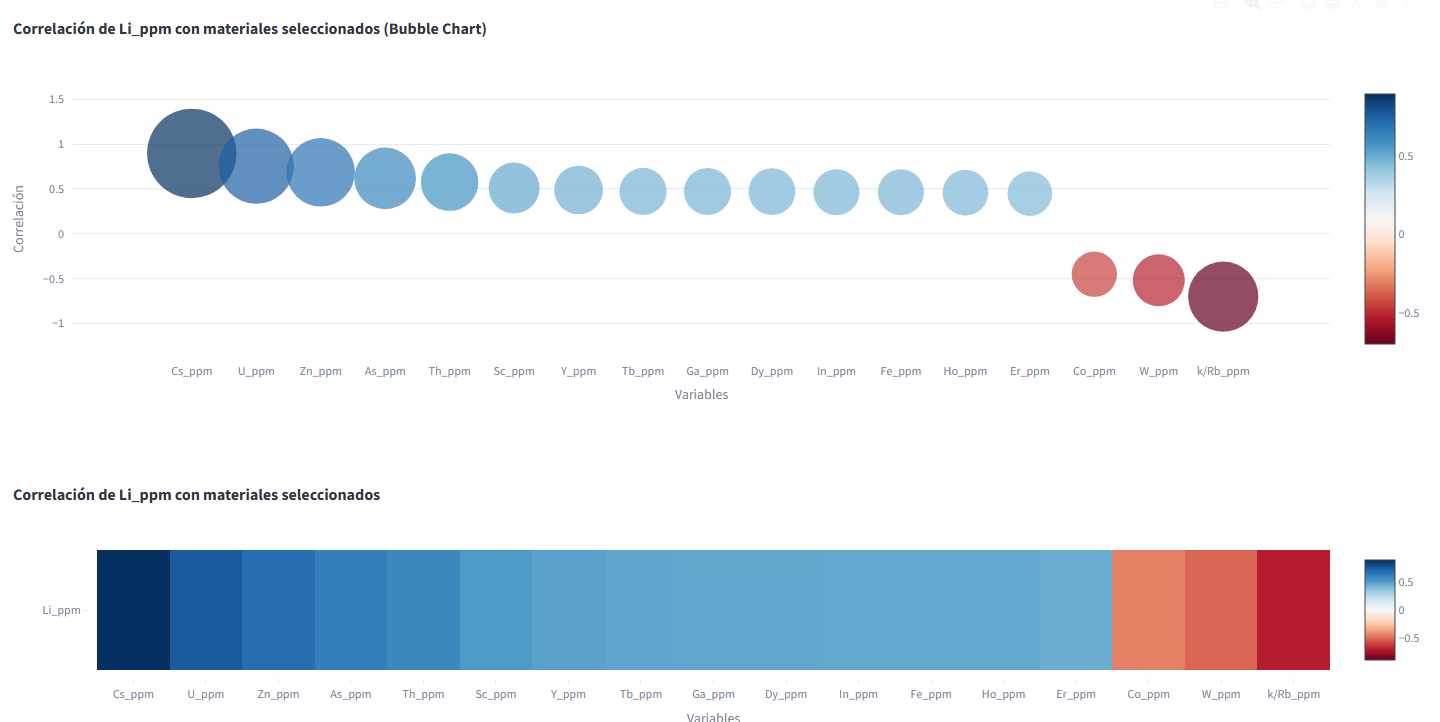 Correlación de Li_ppm con materiales seleccionados (Bubble Chart)
1.5
1
0.5
0
−0.5
−1
Correlación
Cs_ppm U_ppm Zn_ppm As_ppm Th_ppm Sc_ppm Y_ppm Tb_ppm Ga_ppm Dy_ppm In_ppm Fe_ppm Ho_ppm Er_ppm Co_ppm W_ppm k/Rb_ppm
Variables
0.5
0
−0.5
Correlación de Li_ppm con materiales seleccionados
Li_ppm
Cs_ppm U_ppm Zn_ppm As_ppm Th_ppm Sc_ppm Y_ppm Tb_ppm Ga_ppm Dy_ppm In_ppm Fe_ppm Ho_ppm Er_ppm Co_ppm W_ppm k/Rb_ppm
Variables
0.5
0
−0.5